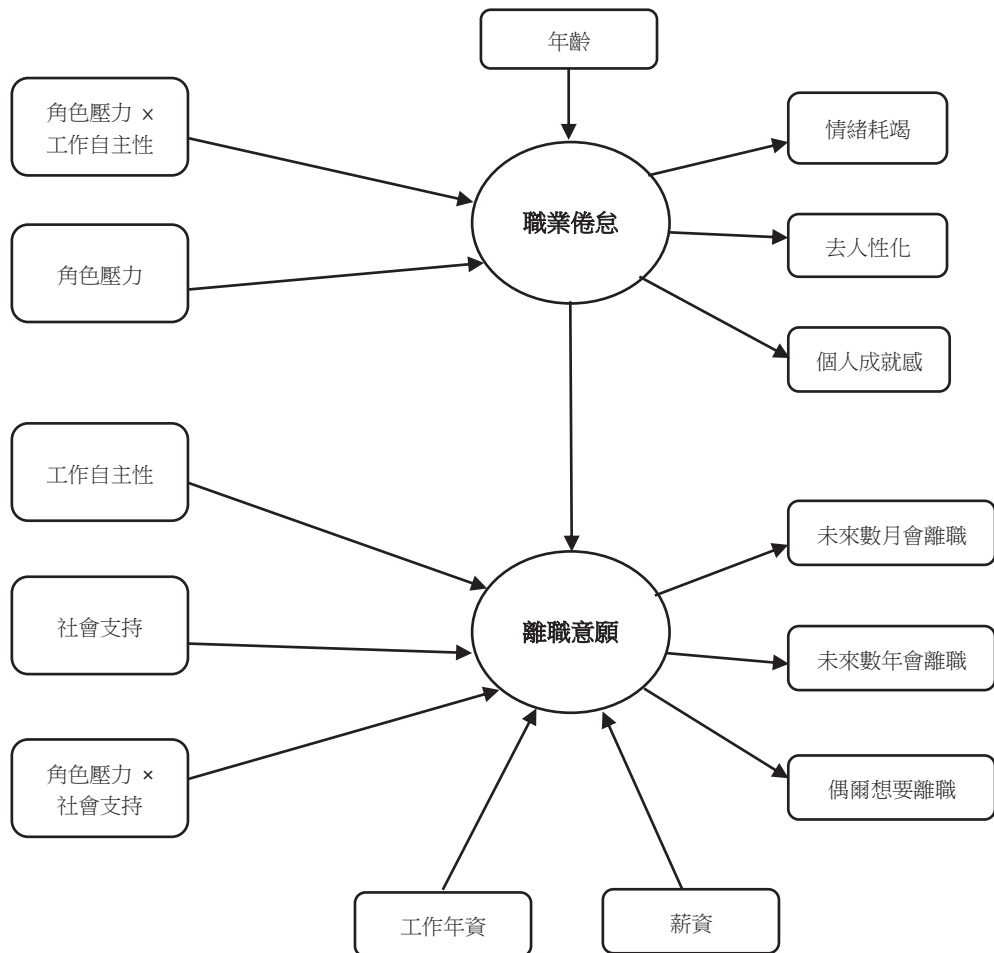 年齡
角色壓力 ×
工作自主性
情緒耗竭
職業倦怠
去人性化
角色壓力
個人成就感
工作自主性
未來數月會離職
社會支持
離職意願
未來數年會離職
角色壓力 ×
社會支持
偶爾想要離職
工作年資
薪資